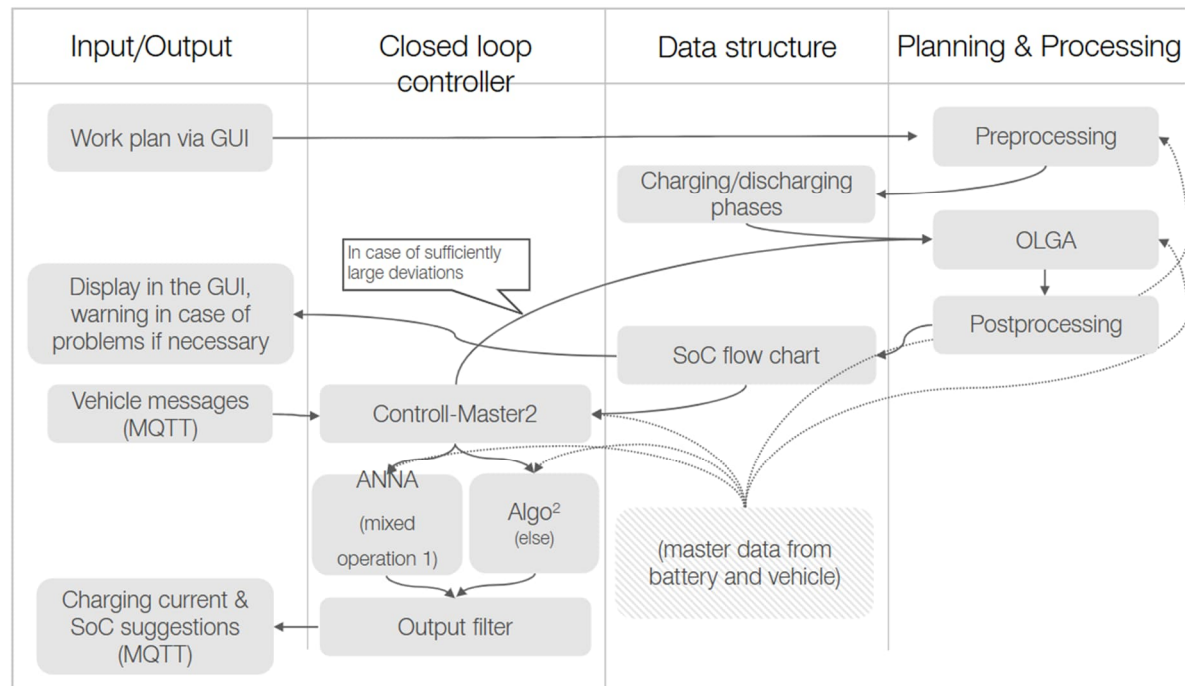 Input/Output
Closed loop
controller
Data structure
Planning & Processing
Work plan via GUI
Preprocessing
Charging/discharging
phases
OLGA
In case of sufficiently
large deviations
Display in the GUI,
warning in case of
problems if necessary
Postprocessing
SoC flow chart
Vehicle messages
(MQTT)
Controll-Master2
ANNA
(mixed
operation 1)
Algo²
(else)
(master data from
battery and vehicle)
Charging current &
SoC suggestions
(MQTT)
Output filter